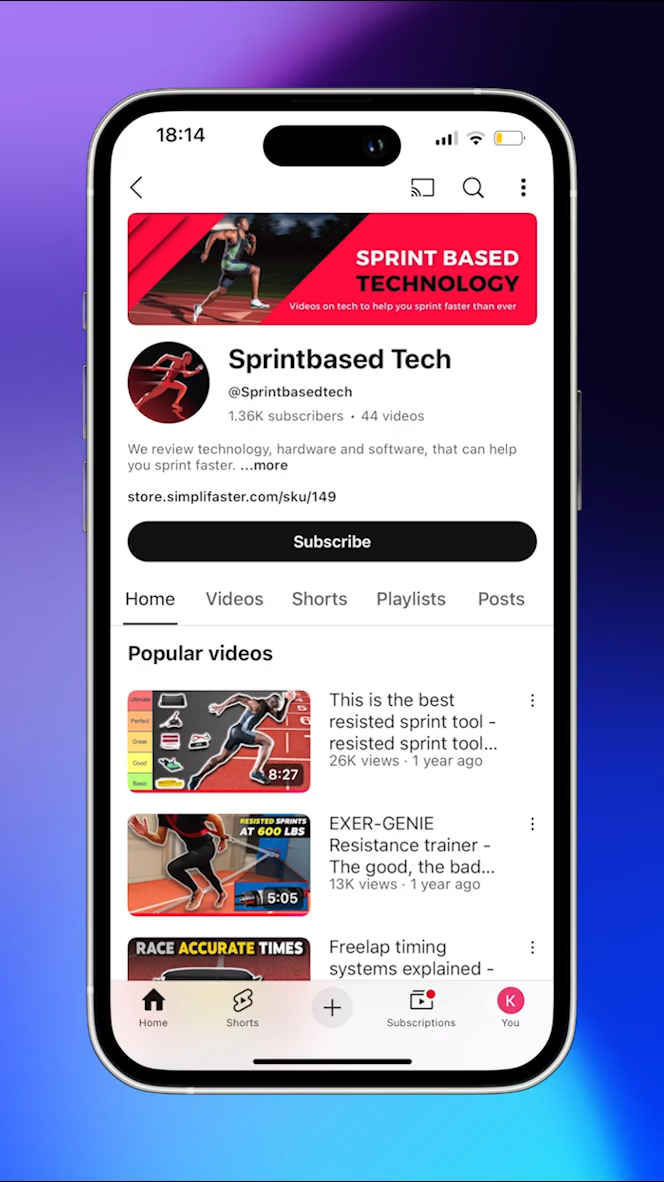 18:14
SPRINT BASED
TECHNOLOGY
Videos on tech to help you sprint faster than ever
Sprintbased Tech
@Sprintbasedtech
1.36K subscribers • 44 videos
We review technology, hardware and software, that can help
you sprint faster. ...more
store.simplifaster.com/sku/149
Subscribe
Home Videos Shorts Playlists Posts
Popular videos
Ultimate
Perfect
Great
Good
Basic
8:27
This is the best
resisted sprint tool -
resisted sprint tool...
26K views · 1 year ago
RESISTED SPRINTS
AT 600 LBS
5:05
EXER-GENIE
Resistance trainer -
The good, the bad...
13K views · 1 year ago
RACE ACCURATE TIMES
Freelap timing
systems explained -
K
Home Shorts Subscriptions You